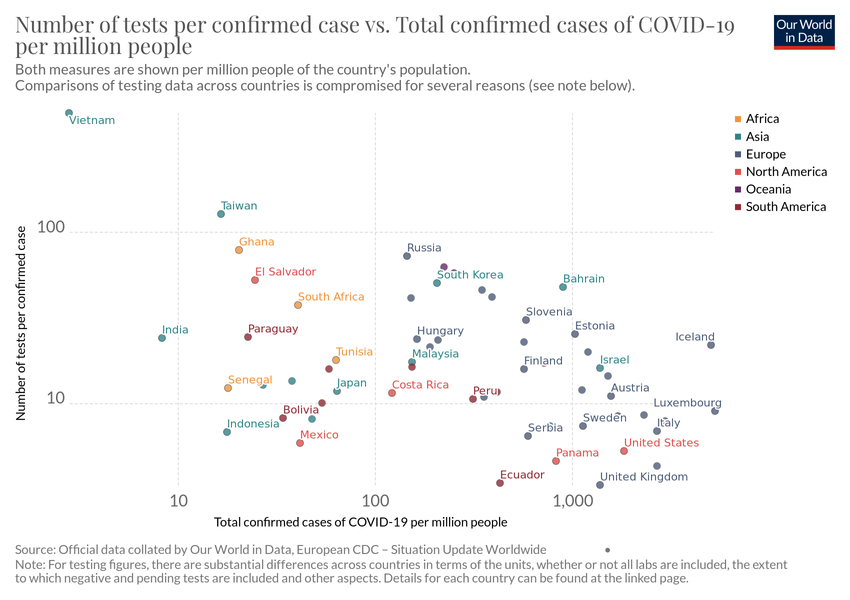 Number of tests per confirmed case vs. Total confirmed cases of COVID-19
per million people
Our World
in Data
Both measures are shown per million people of the country's population.
Comparisons of testing data across countries is compromised for several reasons (see note below).
Vietnam
Africa
Asia
Europe
North America
Oceania
South America
Taiwan
100
Ghana
Russia
El Salvador
South Korea
Bahrain
South Africa
Slovenia
India
Paraguay
Hungary
Estonia
Iceland
Tunisia
Malaysia
Finland
Israel
Senegal
Japan
Costa Rica
Peru
Austria
10
Luxembourg
Bolivia
Indonesia
Serbia
Sweden
Italy
Mexico
United States
Panama
Ecuador
United Kingdom
Number of tests per confirmed case
10
100
1,000
Total confirmed cases of COVID-19 per million people
Source: Official data collated by Our World in Data, European CDC – Situation Update Worldwide
Note: For testing figures, there are substantial differences across countries in terms of the units, whether or not all labs are included, the extent
to which negative and pending tests are included and other aspects. Details for each country can be found at the linked page.